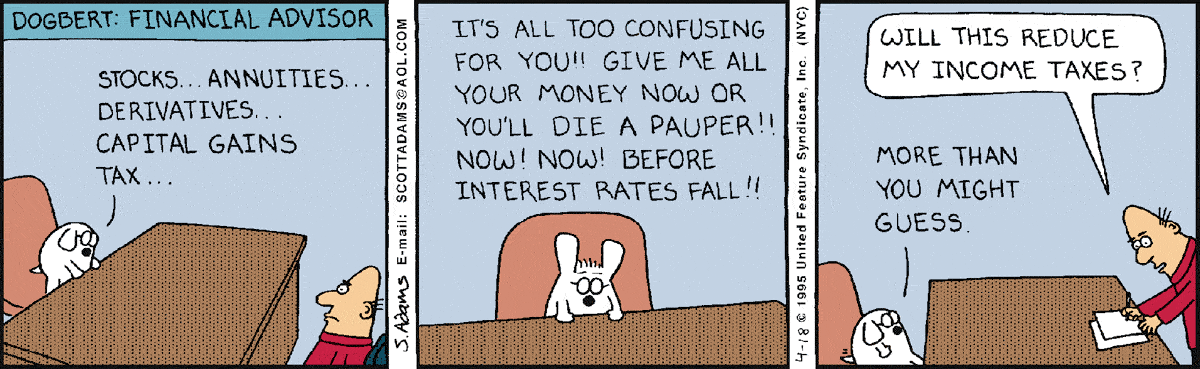 DOGBERT: FINANCIAL ADVISOR
STOCKS... ANNUITIES...
DERIVATIVES...
CAPITAL GAINS
TAX...
S.Adams E-mail: SCOTTADAMS@AOL.COM
IT'S ALL TOO CONFUSING
FOR YOU!! GIVE ME ALL
YOUR MONEY NOW OR
YOU'LL DIE A PAUPER!!
NOW! NOW! BEFORE
INTEREST RATES FALL!!
4-18 © 1995 United Feature Syndicate, Inc. (NYC)
WILL THIS REDUCE
MY INCOME TAXES?
MORE THAN
YOU MIGHT
GUESS.